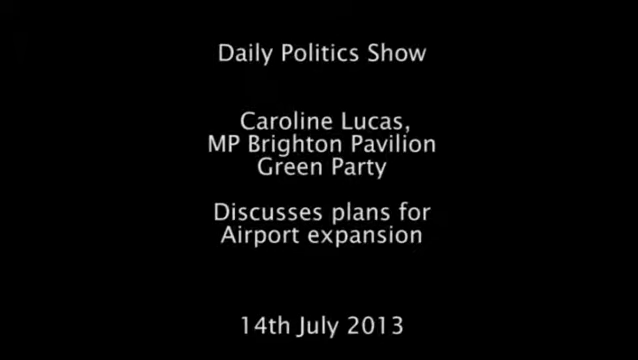 Daily Politics Show
Caroline Lucas,
MP Brighton Pavilion
Green Party
Discusses plans for
Airport expansion
14th July 2013